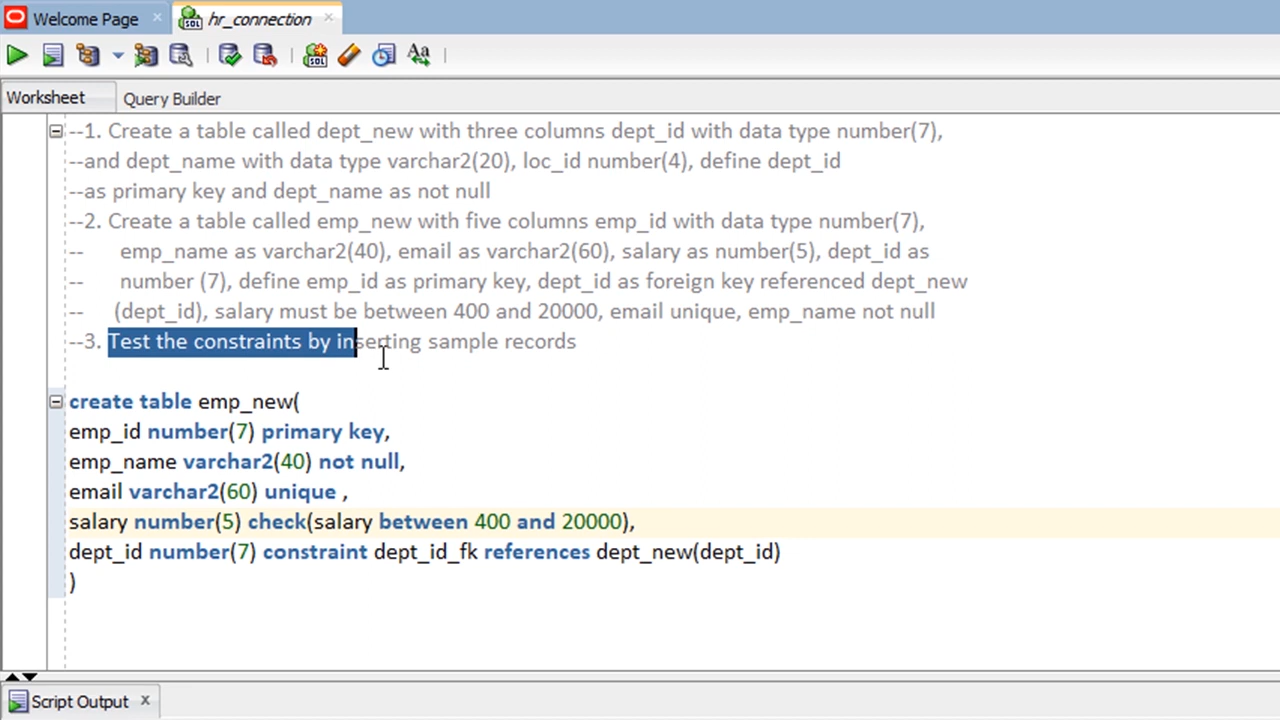 Welcome Page
hr_connection
Worksheet
Query Builder
--1. Create a table called dept_new with three columns dept_id with data type number(7),
--and dept_name with data type varchar2(20), loc_id number(4), define dept_id
--as primary key and dept_name as not null
--2. Create a table called emp_new with five columns emp_id with data type number(7),
-- emp_name as varchar2(40), email as varchar2(60), salary as number(5), dept_id as
-- number (7), define emp_id as primary key, dept_id as foreign key referenced dept_new
-- (dept_id), salary must be between 400 and 20000, email unique, emp_name not null
--3. Test the constraints by inserting sample records
create table emp_new(
emp_id number(7) primary key,
emp_name varchar2(40) not null,
email varchar2(60) unique ,
salary number(5) check(salary between 400 and 20000),
dept_id number(7) constraint dept_id_fk references dept_new(dept_id)
)
Script Output